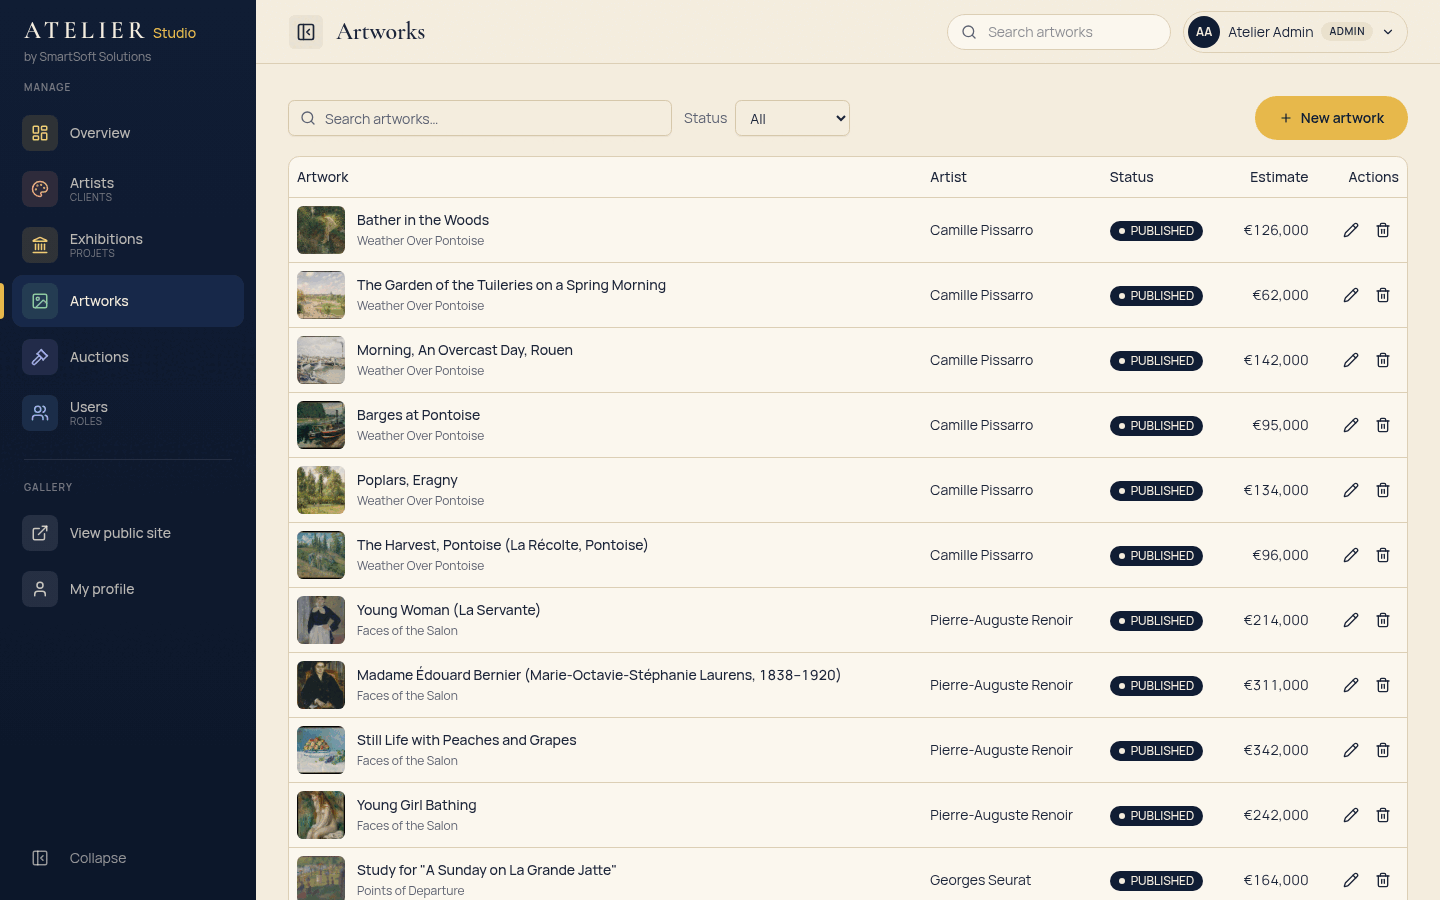 ATELIER Studio
by SmartSoft Solutions
MANAGE
Overview
Artists
CLIENTS
Exhibitions
PROJETS
Artworks
Auctions
Users
ROLES
GALLERY
View public site
My profile
Collapse
Artworks
Search artworks
AA Atelier Admin ADMIN
Search artworks...
Status All
+ New artwork
Artwork Artist Status Estimate Actions
Bather in the Woods
Weather Over Pontoise
Camille Pissarro PUBLISHED €126,000
The Garden of the Tuileries on a Spring Morning
Weather Over Pontoise
Camille Pissarro PUBLISHED €62,000
Morning, An Overcast Day, Rouen
Weather Over Pontoise
Camille Pissarro PUBLISHED €142,000
Barges at Pontoise
Weather Over Pontoise
Camille Pissarro PUBLISHED €95,000
Poplars, Eragny
Weather Over Pontoise
Camille Pissarro PUBLISHED €134,000
The Harvest, Pontoise (La Récolte, Pontoise)
Weather Over Pontoise
Camille Pissarro PUBLISHED €96,000
Young Woman (La Servante)
Faces of the Salon
Pierre-Auguste Renoir PUBLISHED €214,000
Madame Édouard Bernier (Marie-Octavie-Stéphanie Laurens, 1838–1920)
Faces of the Salon
Pierre-Auguste Renoir PUBLISHED €311,000
Still Life with Peaches and Grapes
Faces of the Salon
Pierre-Auguste Renoir PUBLISHED €342,000
Young Girl Bathing
Faces of the Salon
Pierre-Auguste Renoir PUBLISHED €242,000
Study for "A Sunday on La Grande Jatte"
Points of Departure
Georges Seurat PUBLISHED €164,000